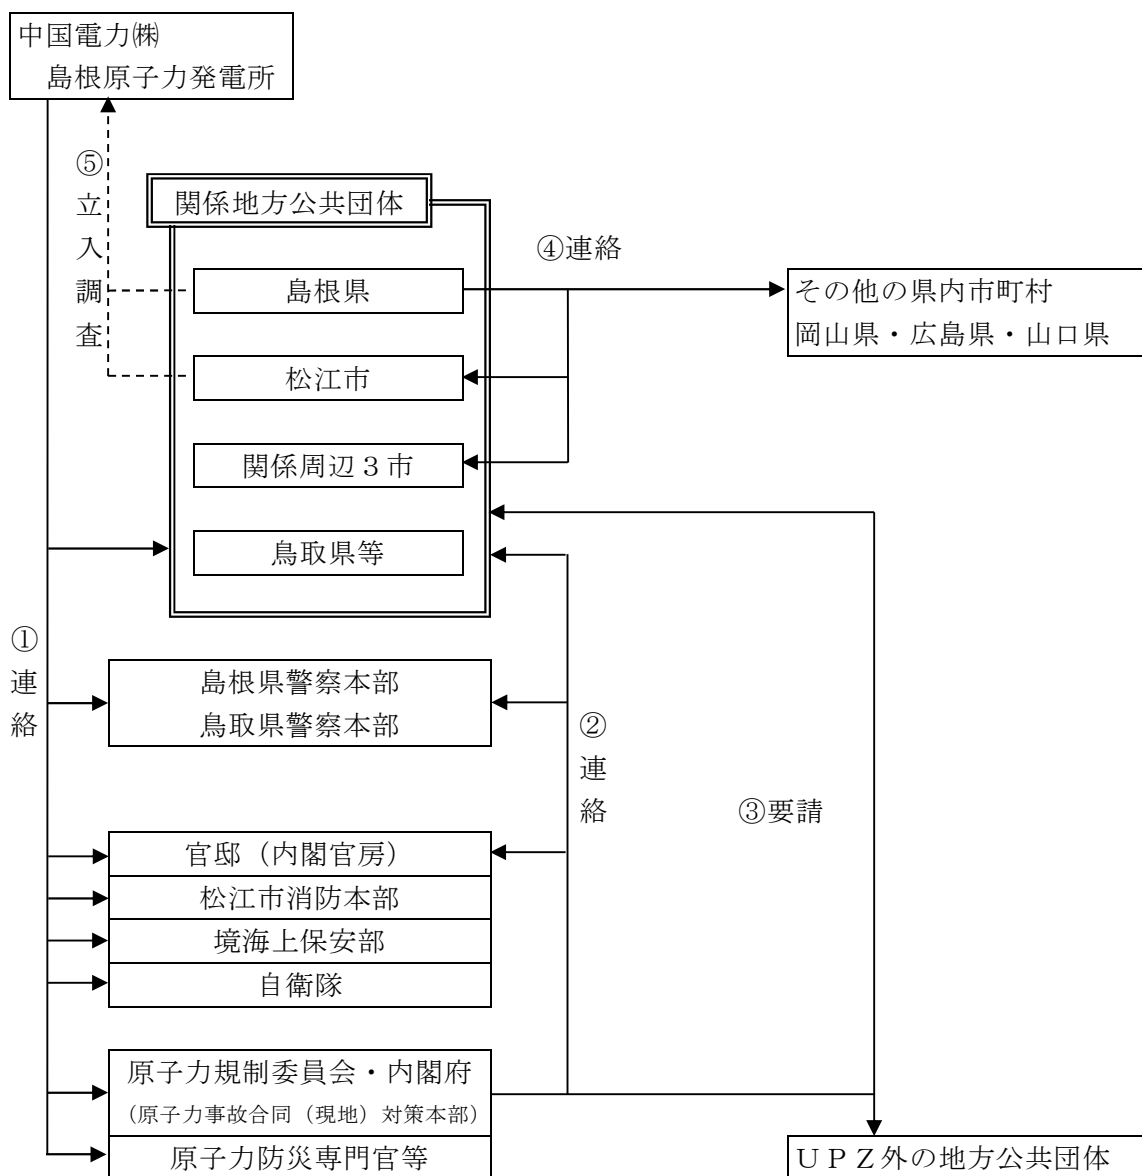 中国電力㈱
島根原子力発電所
⑤立入調査
関係地方公共団体
④連絡
島根県
その他の県内市町村
岡山県・広島県・山口県
松江市
関係周辺３市
鳥取県等
①連絡
島根県警察本部
鳥取県警察本部
②連絡
③要請
官邸（内閣官房）
松江市消防本部
境海上保安部
自衛隊
原子力規制委員会・内閣府
（原子力事故合同（現地）対策本部）
原子力防災専門官等
ＵＰＺ外の地方公共団体